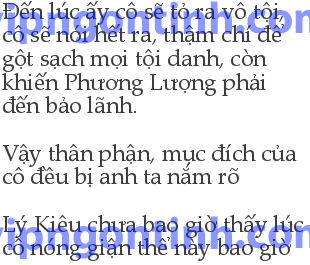 Đến lúc ấy cô sẽ tỏ ra vô tội,
cô sẽ nói hết ra, thậm chí để
gột sạch mọi tội danh, còn
khiến Phương Lượng phải
đến bảo lãnh.
Vậy thân phận, mục đích của
cô đều bị anh ta nắm rõ
Lý Kiêu chưa bao giờ thấy lúc
cô nóng giận thế này bao giờ